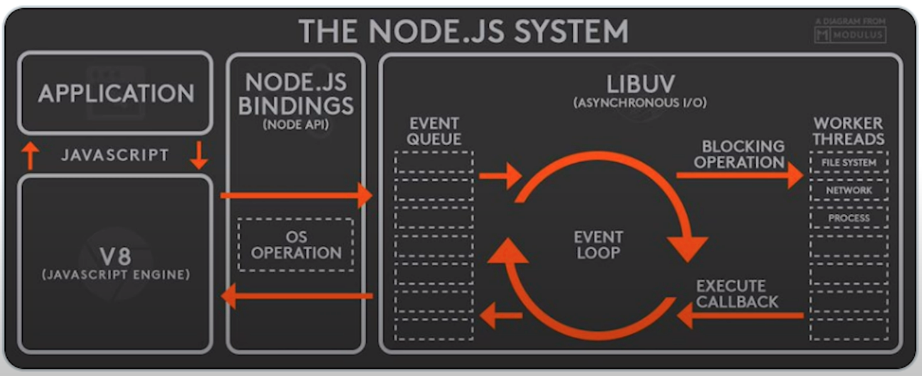 THE NODE.JS SYSTEM
A DIAGRAM FROM
MODULUS
APPLICATION
JAVASCRIPT
V8
(JAVASCRIPT ENGINE)
NODE.JS
BINDINGS
(NODE API)
OS
OPERATION
LIBUV
(ASYNCHRONOUS I/O)
EVENT
QUEUE
EVENT
LOOP
BLOCKING
OPERATION
EXECUTE
CALLBACK
WORKER
THREADS
FILE SYSTEM
NETWORK
PROCESS